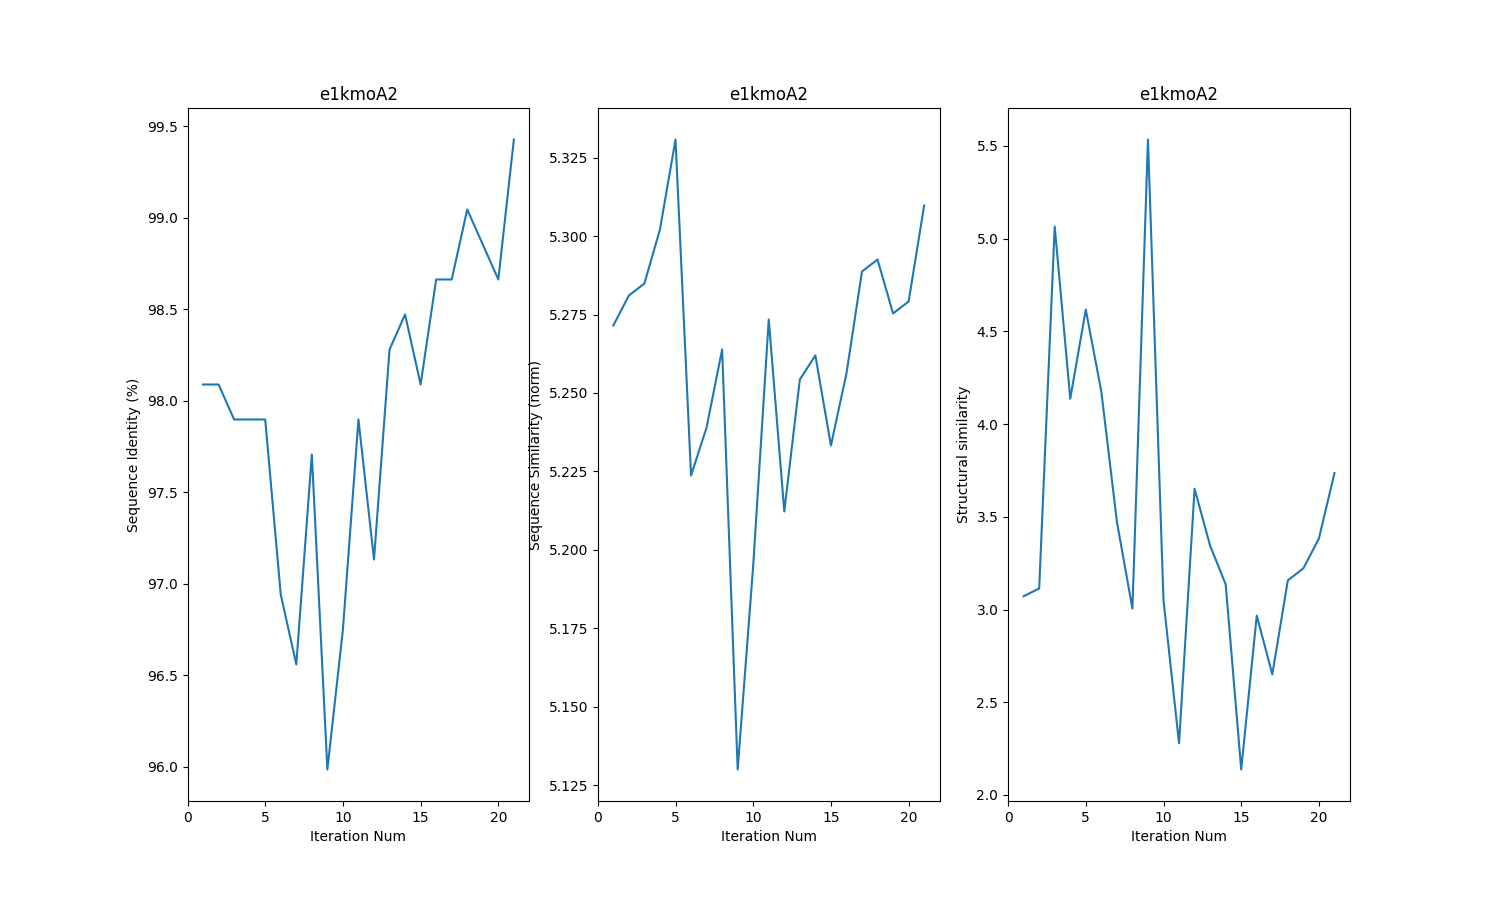 e1kmoA2
99.5
99.0
98.5
98.0
97.5
97.0
96.5
96.0
Sequence Identity (%)
0 5 10 15 20
Iteration Num
e1kmoA2
5.325
5.300
5.275
5.250
5.225
5.200
5.175
5.150
5.125
Sequence Similarity (norm)
0 5 10 15 20
Iteration Num
e1kmoA2
5.5
5.0
4.5
4.0
3.5
3.0
2.5
2.0
Structural similarity
0 5 10 15 20
Iteration Num